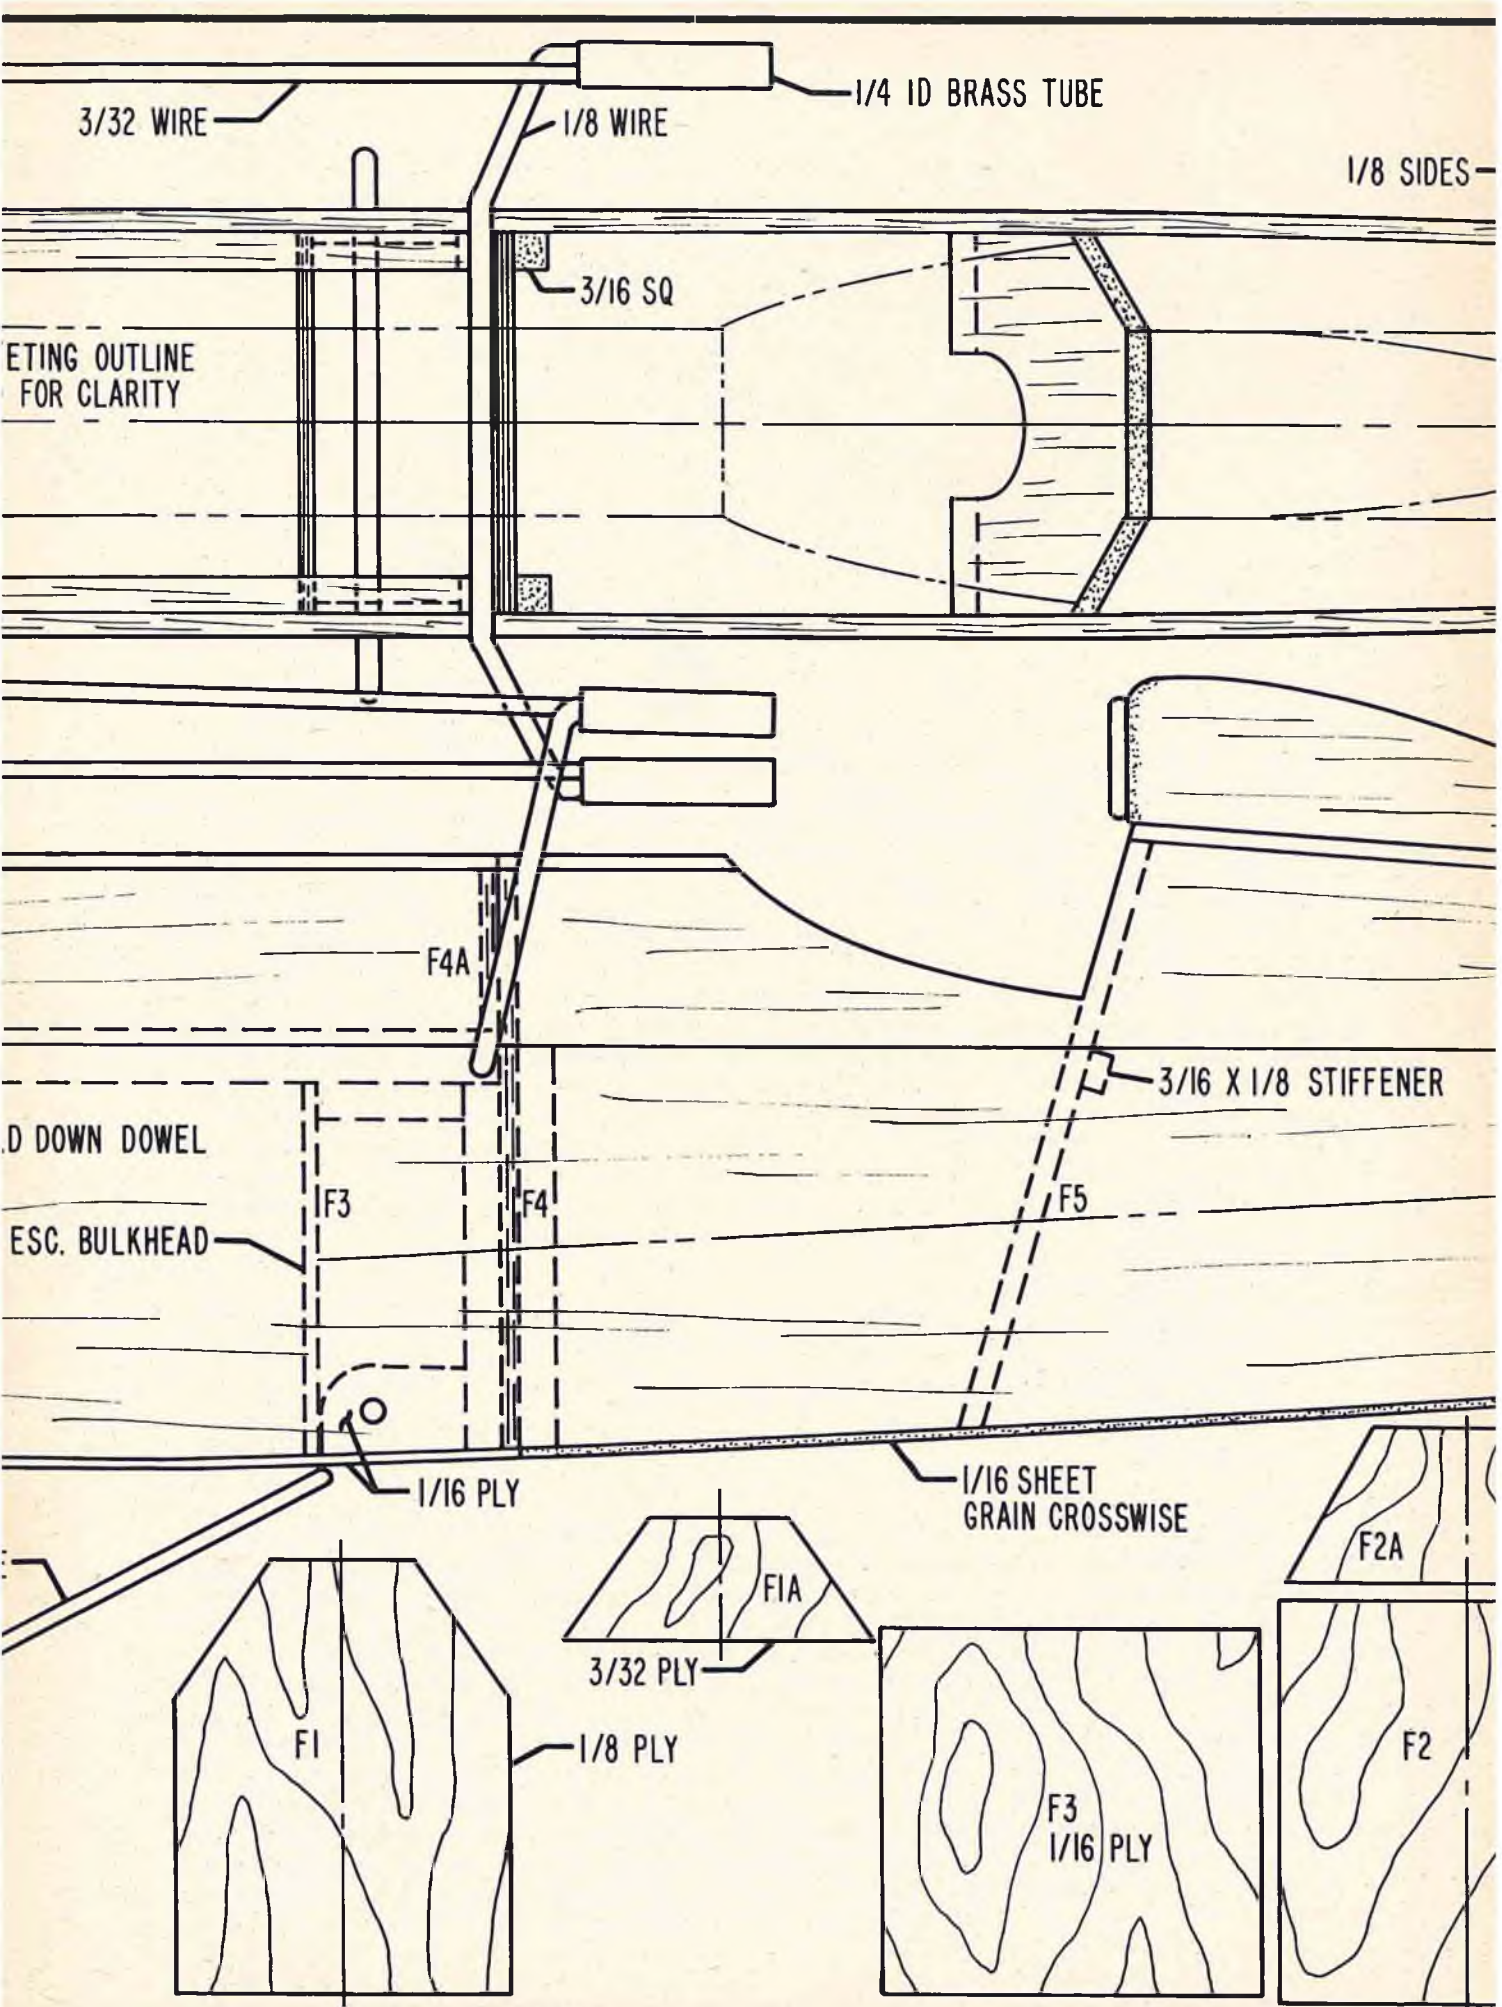 1/4 ID BRASS TUBE
3/32 WIRE
1/8 WIRE
1/8 SIDES
3/16 SQ
ETING OUTLINE
FOR CLARITY
F4A
3/16 X 1/8 STIFFENER
D DOWN DOWEL
F3
F4
F5
ESC. BULKHEAD
1/16 PLY
1/16 SHEET
GRAIN CROSSWISE
F2A
F1A
3/32 PLY
F1
1/8 PLY
F2
F3
1/16 PLY